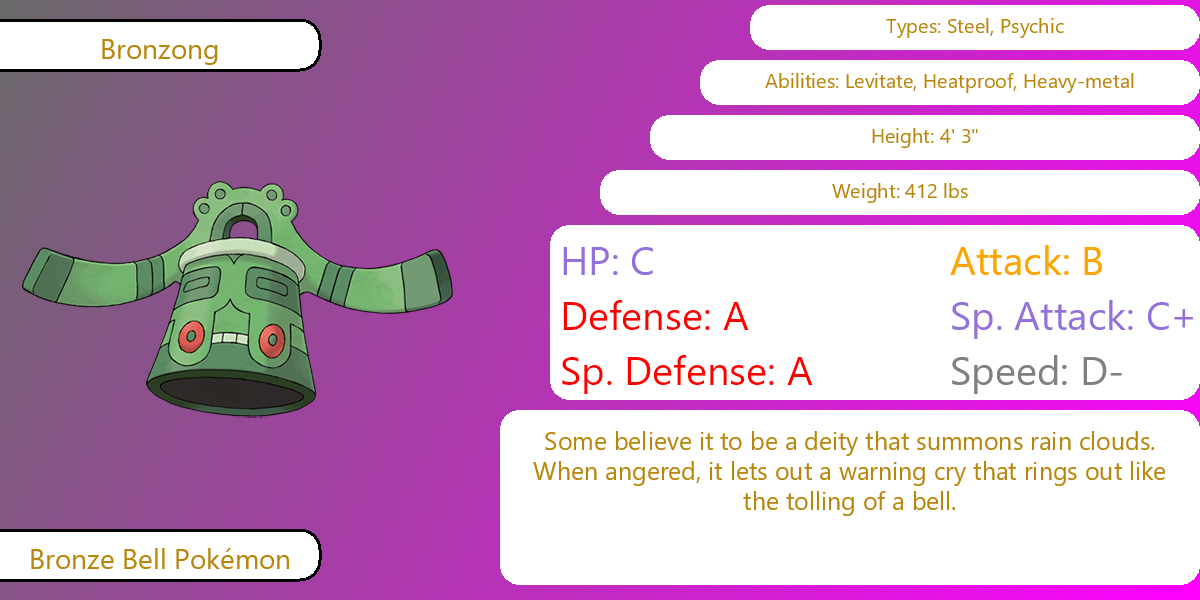 Bronzong
Types: Steel, Psychic
Abilities: Levitate, Heatproof, Heavy-metal
Height: 4' 3"
Weight: 412 lbs
HP: C
Attack: B
Defense: A
Sp. Attack: C+
Sp. Defense: A
Speed: D-
Some believe it to be a deity that summons rain clouds.
When angered, it lets out a warning cry that rings out like
the tolling of a bell.
Bronze Bell Pokémon